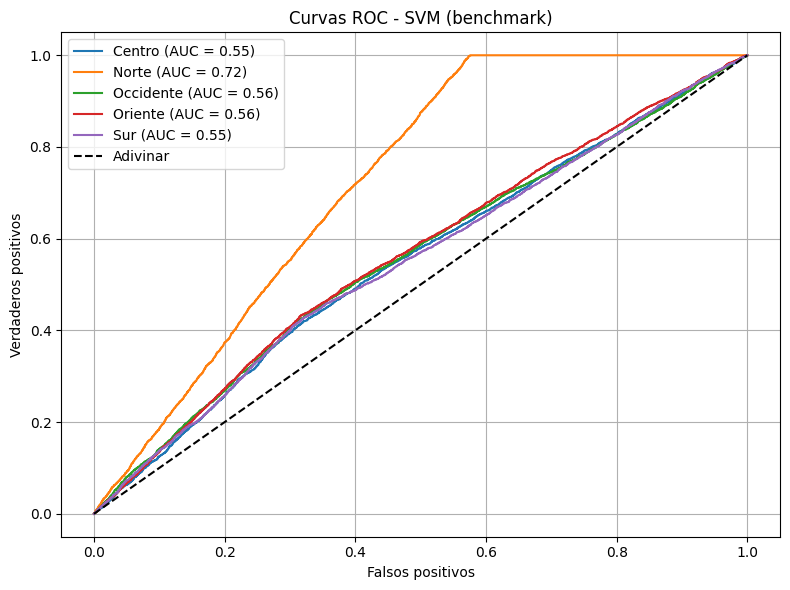 Curvas ROC - SVM (benchmark)
Centro (AUC = 0.55)
Norte (AUC = 0.72)
Occidente (AUC = 0.56)
Oriente (AUC = 0.56)
Sur (AUC = 0.55)
Adivinar
Verdaderos positivos
1.0
0.8
0.6
0.4
0.2
0.0
0.0 0.2 0.4 0.6 0.8 1.0
Falsos positivos